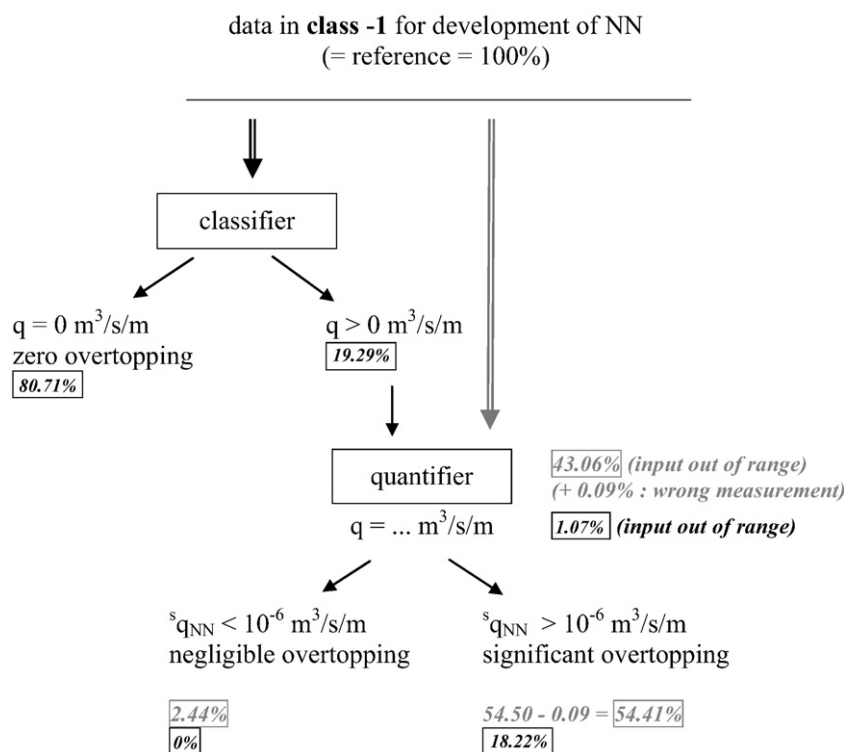 data in class -1 for development of NN
(= reference = 100%)
classifier
q = 0 m³/s/m
zero overtopping
80.71%
q > 0 m³/s/m
19.29%
quantifier
q = ... m³/s/m
43.06% (input out of range)
(+ 0.09% : wrong measurement)
1.07% (input out of range)
ˢqNN < 10⁻⁶ m³/s/m
negligible overtopping
2.44%
0%
ˢqNN > 10⁻⁶ m³/s/m
significant overtopping
54.50 - 0.09 = 54.41%
18.22%